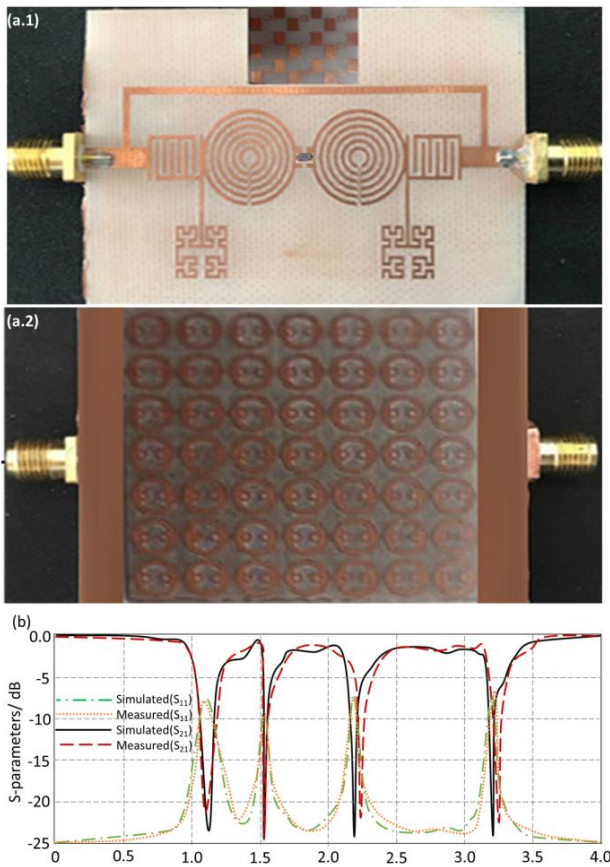 (a.1)
(a.2)
(b)
0.0
-5
-10
-15
-20
-25
S-parameters/ dB
Simulated(S₁₁)
Measured(S₁₁)
Simulated(S₂₁)
Measured(S₂₁)
0 0.5 1.0 1.5 2.0 2.5 3.0 3.5 4.0